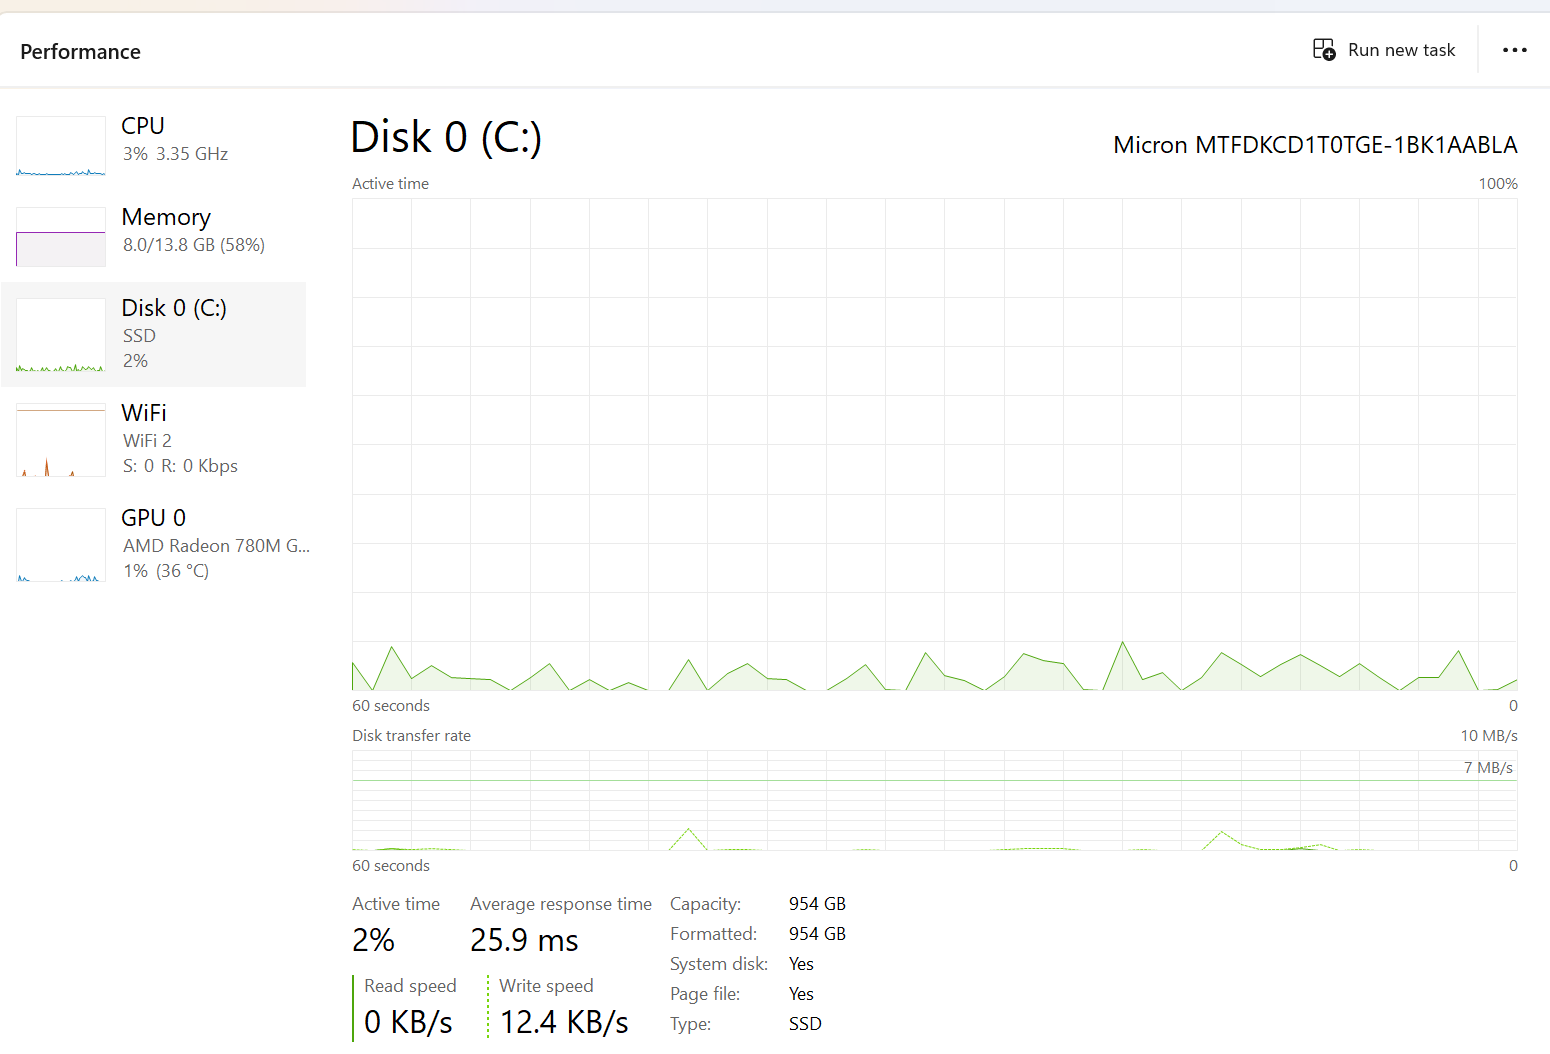 Performance
Run new task
CPU
3% 3.35 GHz
Memory
8.0/13.8 GB (58%)
Disk 0 (C:)
SSD
2%
WiFi
WiFi 2
S: 0 R: 0 Kbps
GPU 0
AMD Radeon 780M G...
1% (36 °C)
Disk 0 (C:)
Micron MTFDKCD1T0TGE-1BK1AABLA
Active time
100%
60 seconds
0
Disk transfer rate
10 MB/s
7 MB/s
60 seconds
0
Active time
2%
Average response time
25.9 ms
Read speed
0 KB/s
Write speed
12.4 KB/s
Capacity: 954 GB
Formatted: 954 GB
System disk: Yes
Page file: Yes
Type: SSD